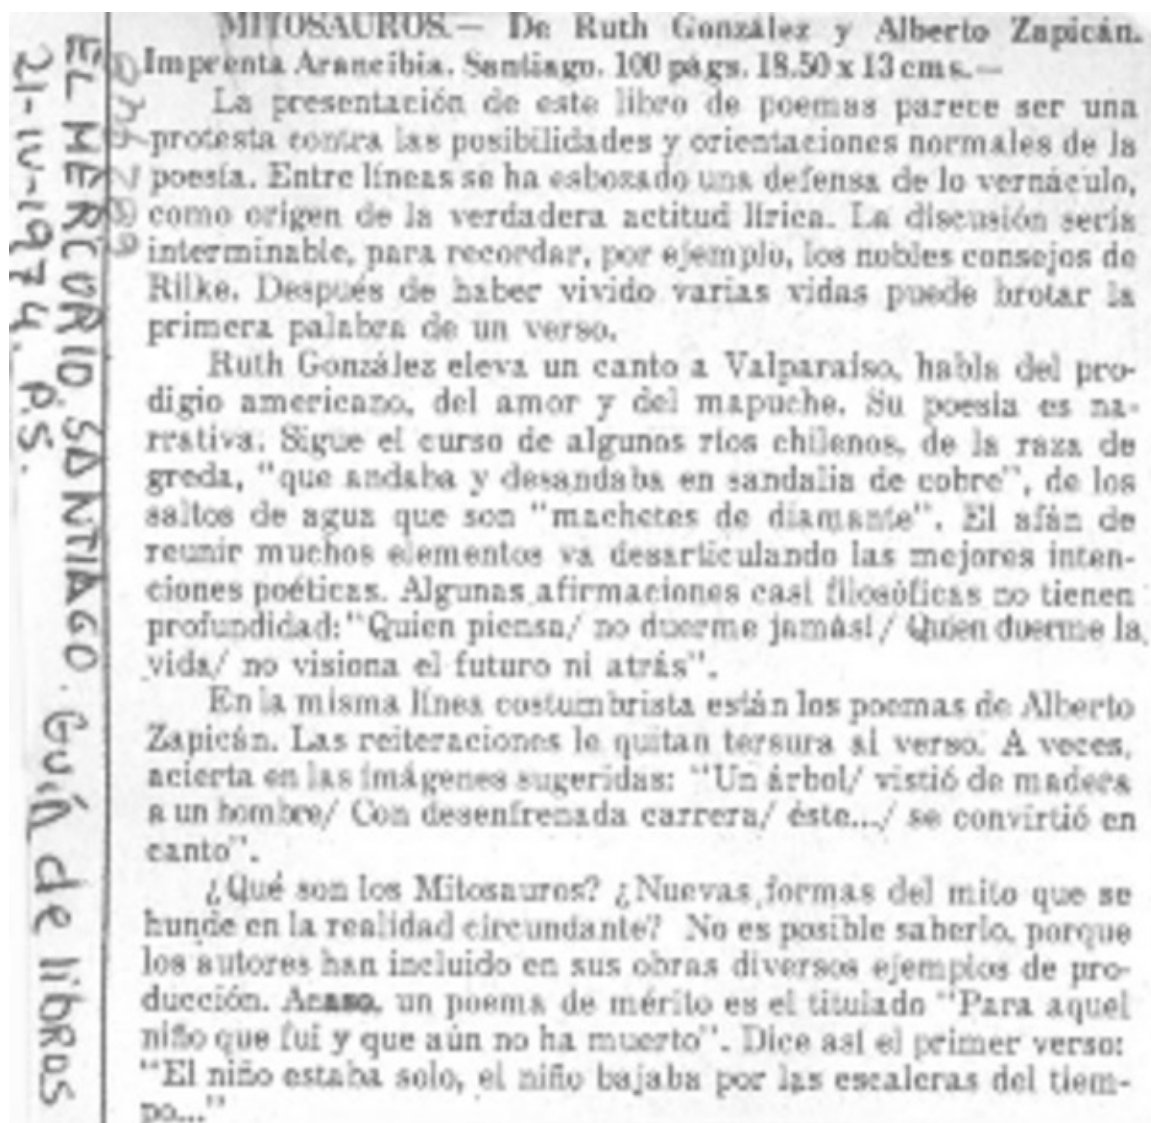 MITOSAUROS.— De Ruth González y Alberto Zapicán.
Imprenta Arancibia. Santiago. 100 págs. 18.50 x 13 cms.—
La presentación de este libro de poemas parece ser una
protesta contra las posibilidades y orientaciones normales de la
poesía. Entre líneas se ha esbozado una defensa de lo vernáculo,
como origen de la verdadera actitud lírica. La discusión sería
interminable, para recordar, por ejemplo, los nobles consejos de
Rilke. Después de haber vivido varias vidas puede brotar la
primera palabra de un verso.
Ruth González eleva un canto a Valparaíso, habla del pro-
digio americano, del amor y del mapuche. Su poesía es na-
rrativa. Sigue el curso de algunos ríos chilenos, de la raza de
greda, "que andaba y desandaba en sandalia de cobre", de los
saltos de agua que son "machetes de diamante". El afán de
reunir muchos elementos va desarticulando las mejores inten-
ciones poéticas. Algunas afirmaciones casi filosóficas no tienen
profundidad: "Quien piensa/ no duerme jamás!/ Quien duerme la
vida/ no visiona el futuro ni atrás".
En la misma línea costumbrista están los poemas de Alberto
Zapicán. Las reiteraciones le quitan tersura al verso. A veces,
acierta en las imágenes sugeridas: "Un árbol/ vistió de madera
a un hombre/ Con desenfrenada carrera/ éste.../ se convirtió en
canto".
¿Qué son los Mitosauros? ¿Nuevas formas del mito que se
hunde en la realidad circundante? No es posible saberlo, porque
los autores han incluido en sus obras diversos ejemplos de pro-
ducción. Acaso, un poema de mérito es el titulado "Para aquel
niño que fui y que aún no ha muerto". Dice así el primer verso:
"El niño estaba solo, el niño bajaba por las escaleras del tiem-
po..."
EL MERCURIO, SANTIAGO. Guía de libros
21-IV-1974. p.5.